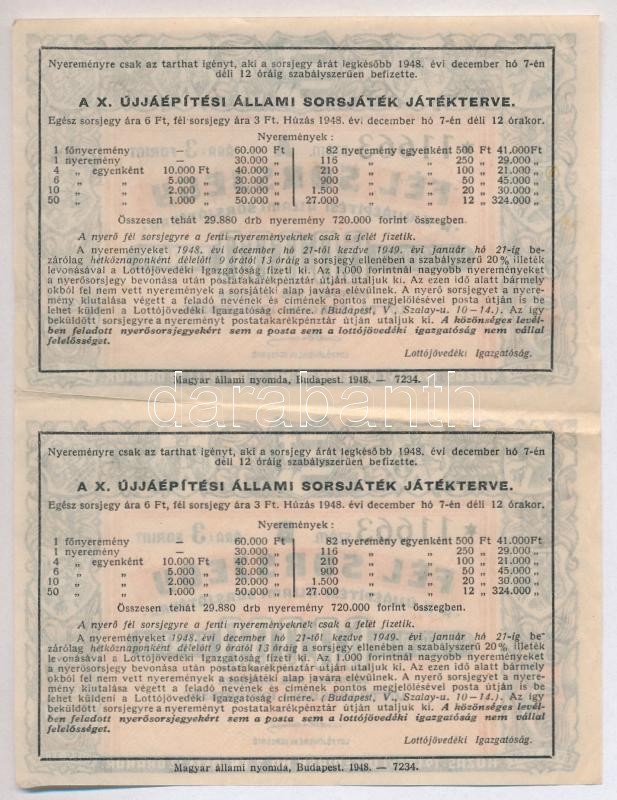 Nyereményre csak az tarthat igényt, aki a sorsjegy árát legkésőbb 1948. évi december hó 7-én
déli 12 óráig szabályszerűen befizette.
A X. ÚJJÁÉPÍTÉSI ÁLLAMI SORSJÁTÉK JÁTÉKTERVE.
Egész sorsjegy ára 6 Ft, fél sorsjegy ára 3 Ft. Húzás 1948. évi december hó 7-én déli 12 órakor.
Nyeremények :
1 főnyeremény — 60.000 Ft 82 nyeremény egyenként 500 Ft 41.000 Ft
1 nyeremény — 30.000 „ 116 „ „ 250 „ 29.000 „
4 „ egyenként 10.000 Ft 40.000 „ 210 „ „ 100 „ 21.000 „
6 „ „ 5.000 „ 30.000 „ 900 „ „ 50 „ 45.000 „
10 „ „ 2.000 „ 20.000 „ 1.500 „ „ 20 „ 30.000 „
50 „ „ 1.000 „ 50.000 „ 27.000 „ „ 12 „ 324.000 „
Összesen tehát 29.880 drb nyeremény 720.000 forint összegben.
A nyerő fél sorsjegyre a fenti nyereményeknek csak a felét fizetik.
A nyereményeket 1948. évi december hó 21-től kezdve 1949. évi január hó 21-ig be-
zárólag hétköznaponként délelőtt 9 órától 13 óráig a sorsjegy ellenében a szabályszerű 20 % illeték
levonásával a Lottójövedéki Igazgatóság fizeti ki. Az 1.000 forintnál nagyobb nyereményeket
a nyerősorsjegy bevonása után postatakarékpénztár útján utaljuk ki. Az ezen idő alatt bármely
okból fel nem vett nyeremények a sorsjátéki alap javára elévülnek. A nyerő sorsjegyet a nyere-
mény kiutalása végett a feladó nevének és címének pontos megjelölésével posta útján is be
lehet küldeni a Lottójövedéki Igazgatóság címére. (Budapest, V., Szalay-u. 10-14.) Az így
beküldött sorsjegyre a nyereményt postatakarékpénztár útján utaljuk ki. A közönséges levél-
ben feladott nyerősorsjegyekért sem a posta sem a lottójövedéki igazgatóság nem vállal
felelősséget.
Lottójövedéki Igazgatóság.
Magyar állami nyomda, Budapest. 1948. — 7234.
darabanth
Nyereményre csak az tarthat igényt, aki a sorsjegy árát legkésőbb 1948. évi december hó 7-én
déli 12 óráig szabályszerűen befizette.
A X. ÚJJÁÉPÍTÉSI ÁLLAMI SORSJÁTÉK JÁTÉKTERVE.
Egész sorsjegy ára 6 Ft, fél sorsjegy ára 3 Ft. Húzás 1948. évi december hó 7-én déli 12 órakor.
Nyeremények :
1 főnyeremény — 60.000 Ft 82 nyeremény egyenként 500 Ft 41.000 Ft
1 nyeremény — 30.000 „ 116 „ „ 250 „ 29.000 „
4 „ egyenként 10.000 Ft 40.000 „ 210 „ „ 100 „ 21.000 „
6 „ „ 5.000 „ 30.000 „ 900 „ „ 50 „ 45.000 „
10 „ „ 2.000 „ 20.000 „ 1.500 „ „ 20 „ 30.000 „
50 „ „ 1.000 „ 50.000 „ 27.000 „ „ 12 „ 324.000 „
Összesen tehát 29.880 drb nyeremény 720.000 forint összegben.
A nyerő fél sorsjegyre a fenti nyereményeknek csak a felét fizetik.
A nyereményeket 1948. évi december hó 21-től kezdve 1949. évi január hó 21-ig be-
zárólag hétköznaponként délelőtt 9 órától 13 óráig a sorsjegy ellenében a szabályszerű 20 % illeték
levonásával a Lottójövedéki Igazgatóság fizeti ki. Az 1.000 forintnál nagyobb nyereményeket
a nyerősorsjegy bevonása után postatakarékpénztár útján utaljuk ki. Az ezen idő alatt bármely
okból fel nem vett nyeremények a sorsjátéki alap javára elévülnek. A nyerő sorsjegyet a nyere-
mény kiutalása végett a feladó nevének és címének pontos megjelölésével posta útján is be
lehet küldeni a Lottójövedéki Igazgatóság címére. (Budapest, V., Szalay-u. 10-14.) Az így
beküldött sorsjegyre a nyereményt postatakarékpénztár útján utaljuk ki. A közönséges levél-
ben feladott nyerősorsjegyekért sem a posta sem a lottójövedéki igazgatóság nem vállal
felelősséget.
Lottójövedéki Igazgatóság.
Magyar állami nyomda, Budapest. 1948. — 7234.